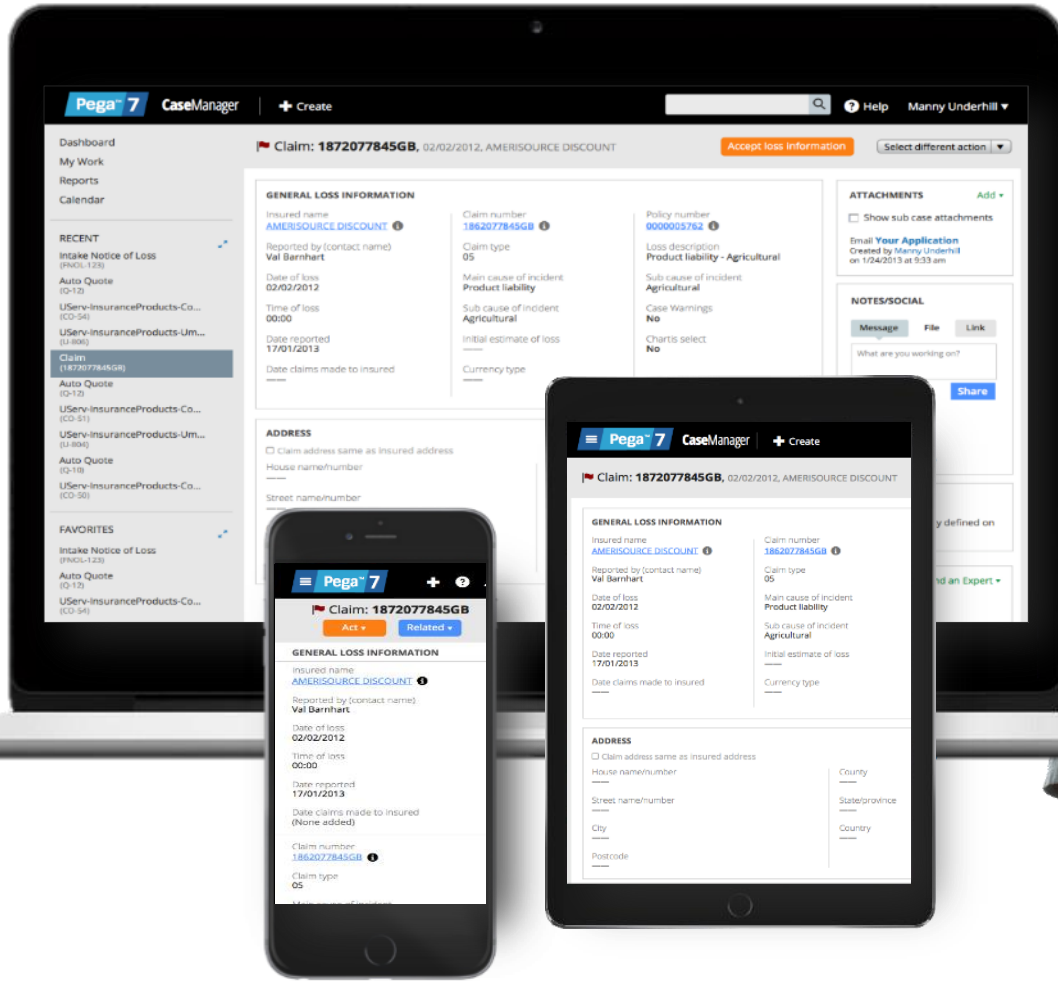 Pega 7 CaseManager + Create Help Manny Underhill
Dashboard
My Work
Reports
Calendar
RECENT
Intake Notice of Loss
(FNOL-123)
Auto Quote
(Q-12)
UServ-InsuranceProducts-Co...
(CO-54)
UServ-InsuranceProducts-Um...
(U-806)
Claim
(1872077845GB)
Auto Quote
(Q-12)
UServ-InsuranceProducts-Co...
(CO-51)
UServ-InsuranceProducts-Um...
(U-804)
Auto Quote
(Q-10)
UServ-InsuranceProducts-Co...
(CO-50)
FAVORITES
Intake Notice of Loss
(FNOL-123)
Auto Quote
(Q-12)
UServ-InsuranceProducts-Co...
(CO-54)
Claim: 1872077845GB, 02/02/2012, AMERISOURCE DISCOUNT
Accept loss information
Select different action
GENERAL LOSS INFORMATION
Insured name
AMERISOURCE DISCOUNT
Reported by (contact name)
Val Barnhart
Date of loss
02/02/2012
Time of loss
00:00
Date reported
17/01/2013
Date claims made to insured
——
Claim number
1862077845GB
Claim type
05
Main cause of incident
Product liability
Sub cause of incident
Agricultural
Initial estimate of loss
——
Currency type
——
Policy number
0000005762
Loss description
Product liability - Agricultural
Sub cause of incident
Agricultural
Case Warnings
No
Chartis select
No
ADDRESS
Claim address same as insured address
House name/number
——
Street name/number
——
ATTACHMENTS Add
Show sub case attachments
Email Your Application
Created by Manny Underhill
on 1/24/2013 at 9:33 am
NOTES/SOCIAL
Message File Link
What are you working on?
Share
defined on
an Expert
Pega 7 + ?
Claim: 1872077845GB
Act Related
GENERAL LOSS INFORMATION
Insured name
AMERISOURCE DISCOUNT
Reported by (contact name)
Val Barnhart
Date of loss
02/02/2012
Time of loss
00:00
Date reported
17/01/2013
Date claims made to insured
(None added)
Claim number
1862077845GB
Claim type
05
Main cause of incident
Pega 7 CaseManager + Create
Claim: 1872077845GB, 02/02/2012, AMERISOURCE DISCOUNT
GENERAL LOSS INFORMATION
Insured name
AMERISOURCE DISCOUNT
Reported by (contact name)
Val Barnhart
Date of loss
02/02/2012
Time of loss
00:00
Date reported
17/01/2013
Date claims made to insured
——
Claim number
1862077845GB
Claim type
05
Main cause of incident
Product liability
Sub cause of incident
Agricultural
Initial estimate of loss
——
Currency type
——
ADDRESS
Claim address same as insured address
House name/number
——
Street name/number
——
City
——
Postcode
——
County
——
State/province
——
Country
——